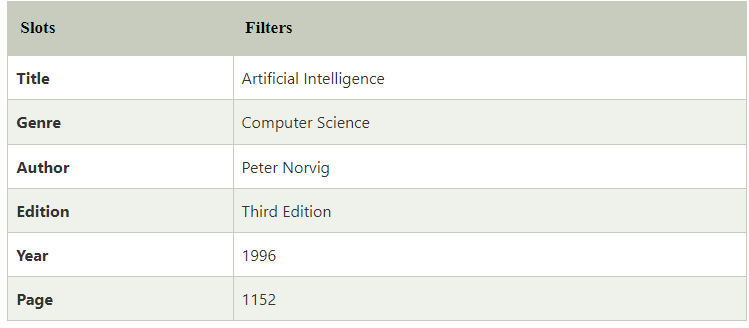 Slots Filters
Title Artificial Intelligence
Genre Computer Science
Author Peter Norvig
Edition Third Edition
Year 1996
Page 1152